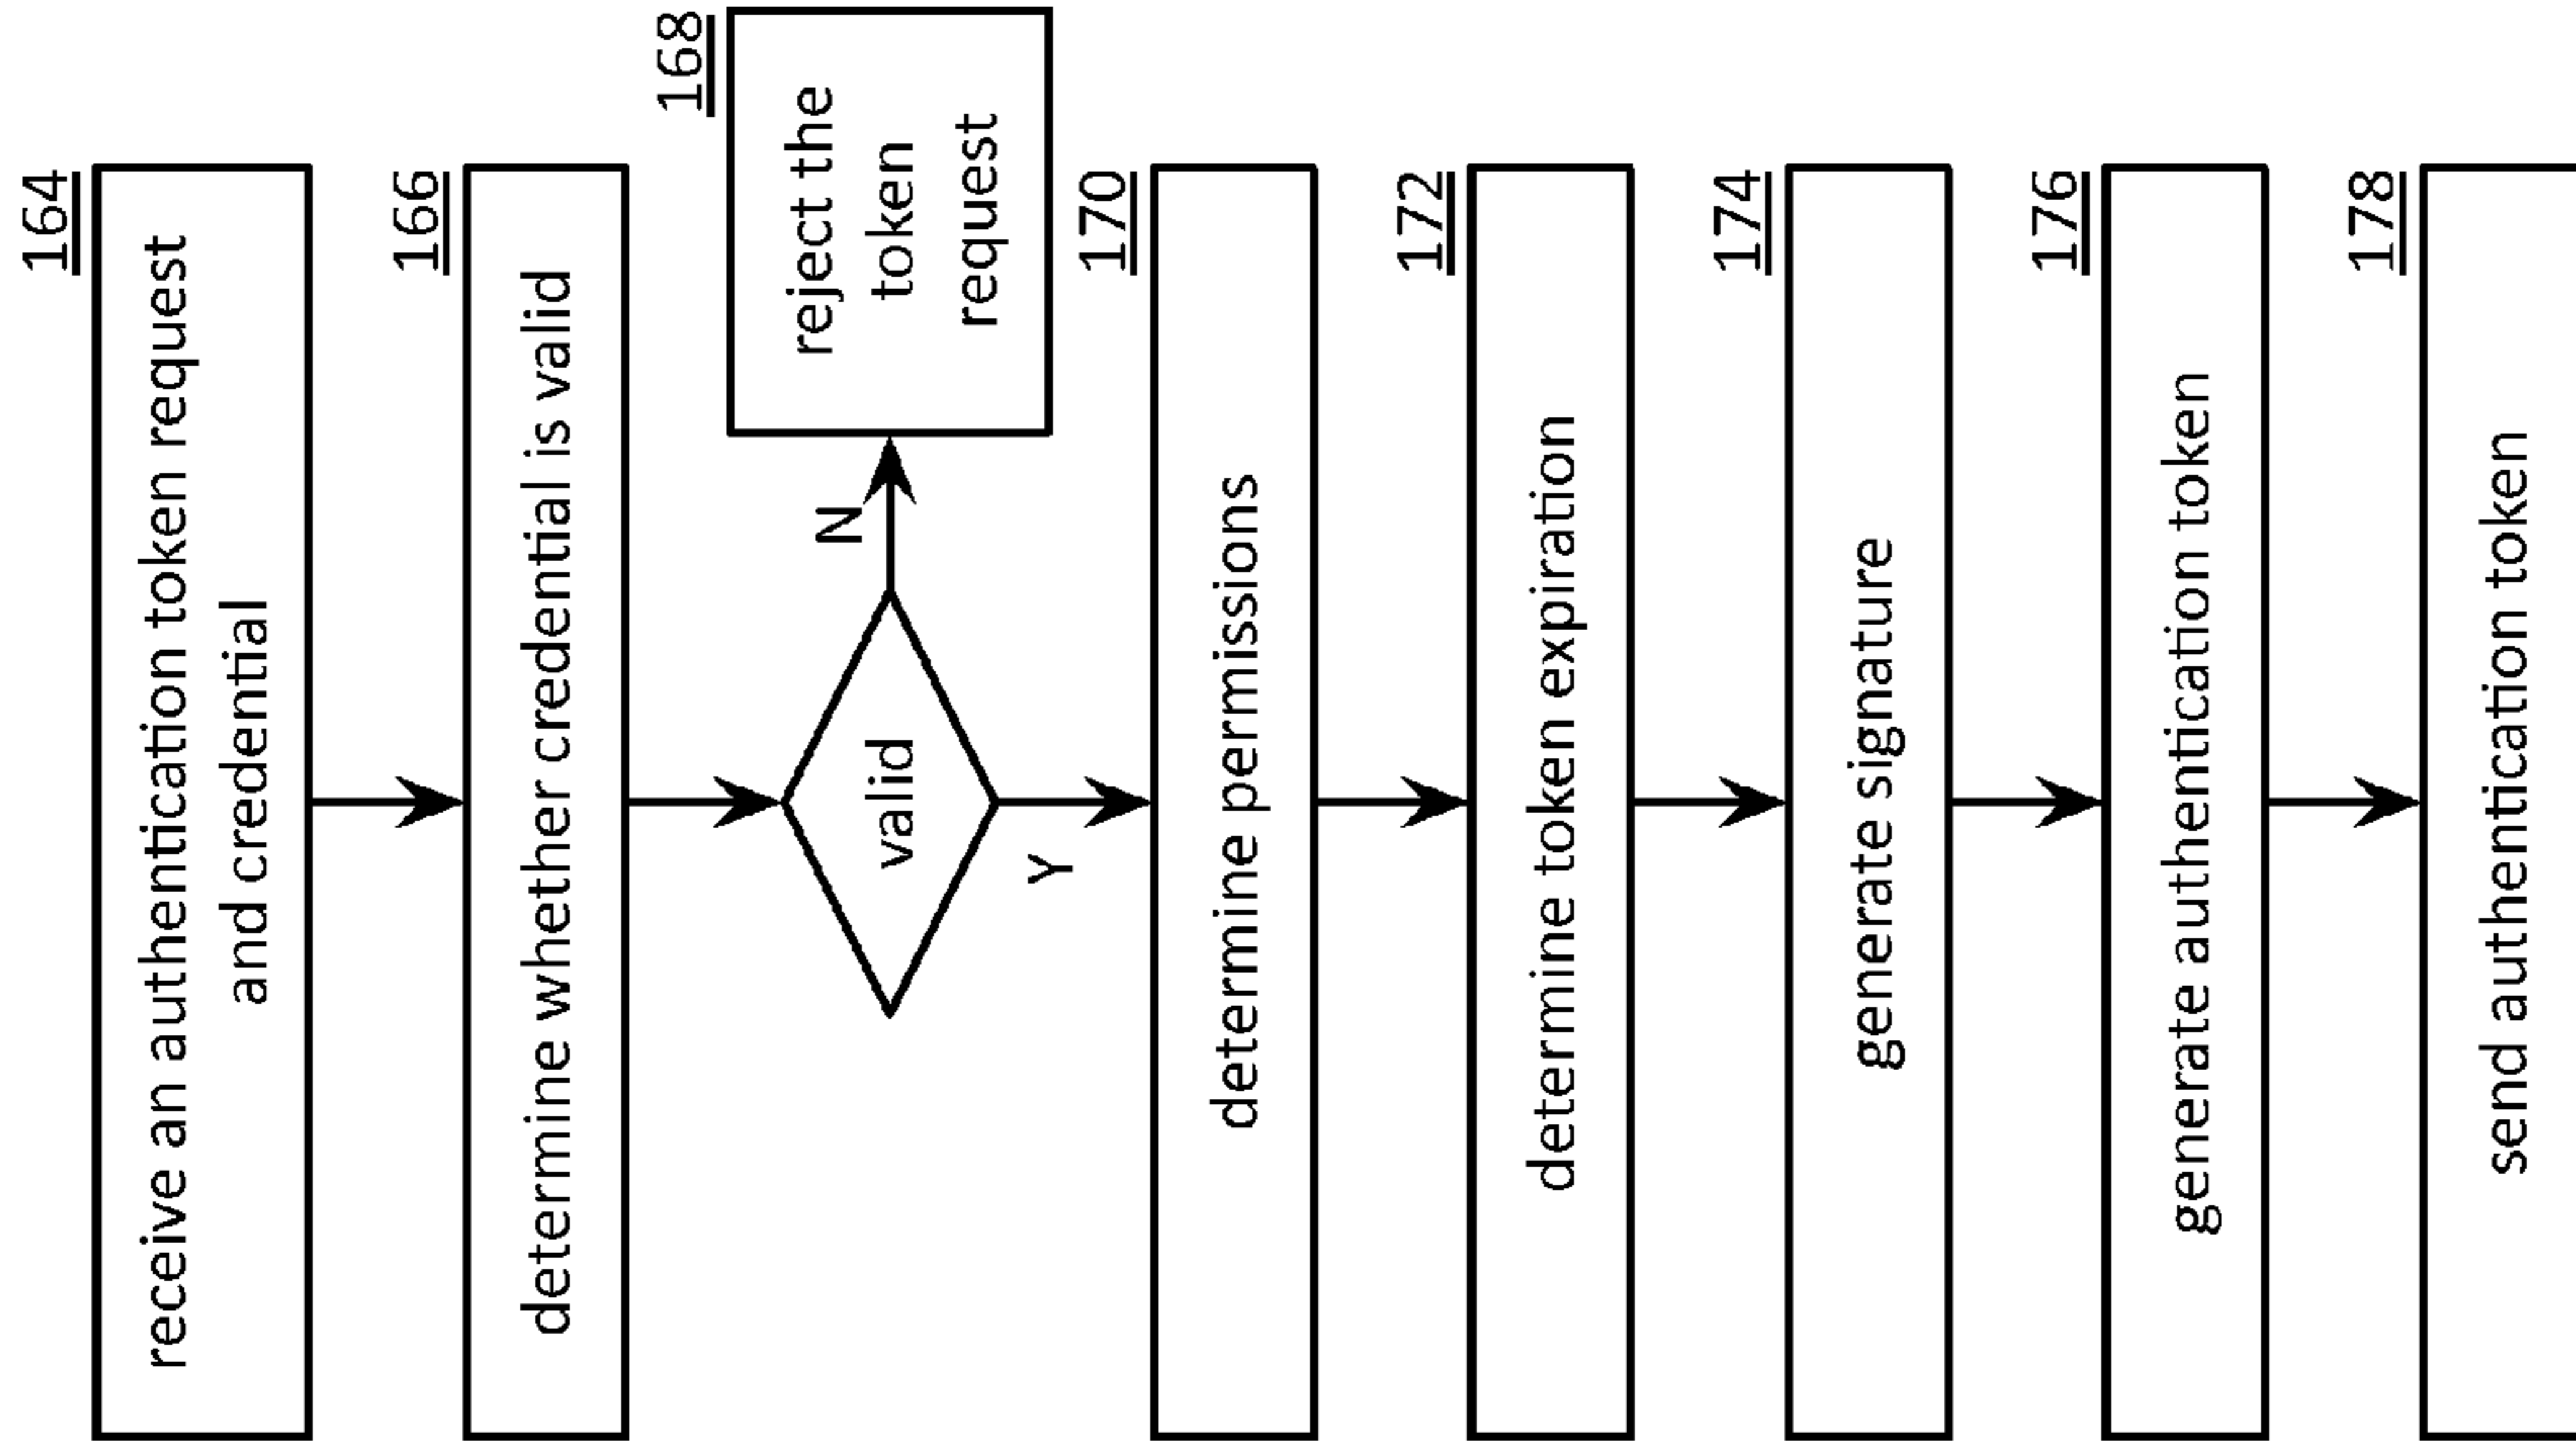 164
receive an authentication token request
and credential
166
determine whether credential is valid
valid
N
168
reject the
token
request
Y
170
determine permissions
172
determine token expiration
174
generate signature
176
generate authentication token
178
send authentication token